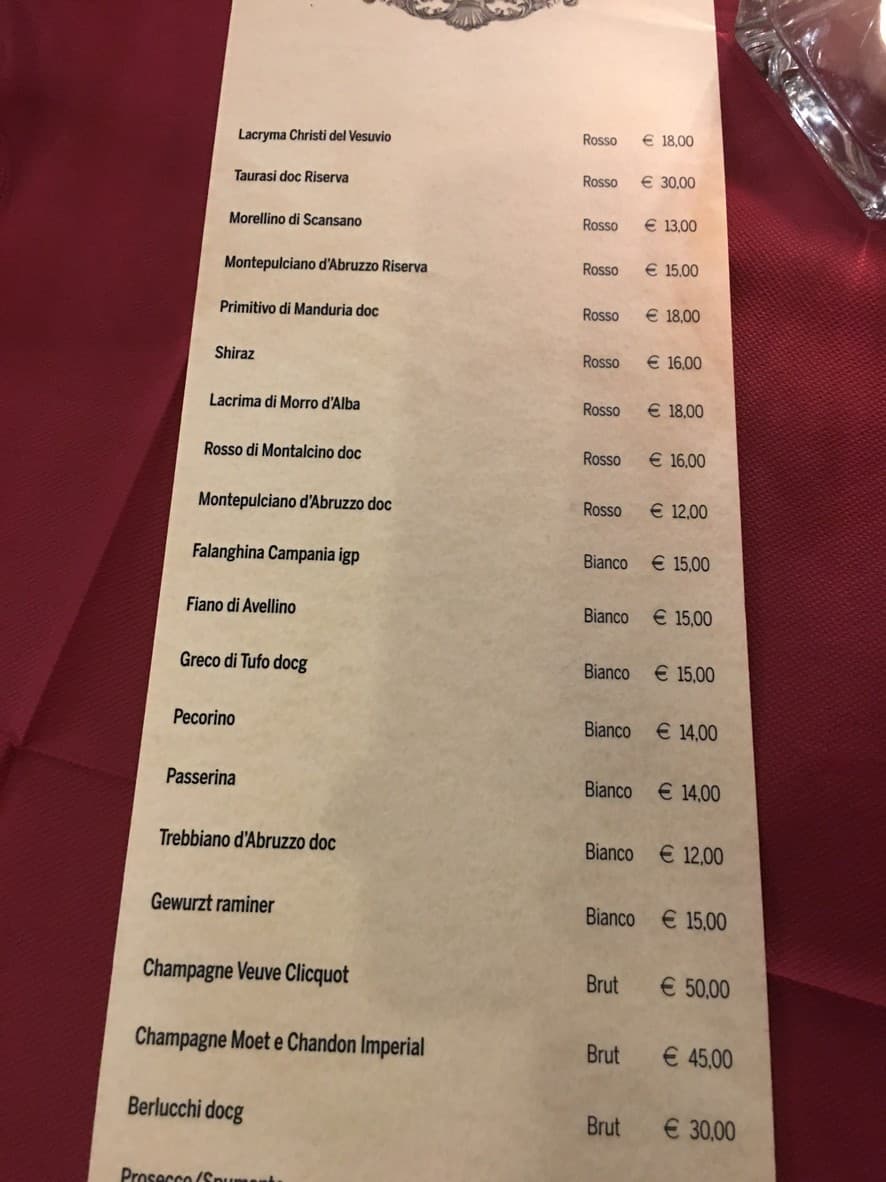 Lacryma Christi del Vesuvio Rosso € 18,00
Taurasi doc Riserva Rosso € 30,00
Morellino di Scansano Rosso € 13,00
Montepulciano d'Abruzzo Riserva Rosso € 15,00
Primitivo di Manduria doc Rosso € 18,00
Shiraz Rosso € 16,00
Lacrima di Morro d'Alba Rosso € 18,00
Rosso di Montalcino doc Rosso € 16,00
Montepulciano d'Abruzzo doc Rosso € 12,00
Falanghina Campania igp Bianco € 15,00
Fiano di Avellino Bianco € 15,00
Greco di Tufo docg Bianco € 15,00
Pecorino Bianco € 14,00
Passerina Bianco € 14,00
Trebbiano d'Abruzzo doc Bianco € 12,00
Gewurzt raminer Bianco € 15,00
Champagne Veuve Clicquot Brut € 50,00
Champagne Moet e Chandon Imperial Brut € 45,00
Berlucchi docg Brut € 30,00
Prosecco/